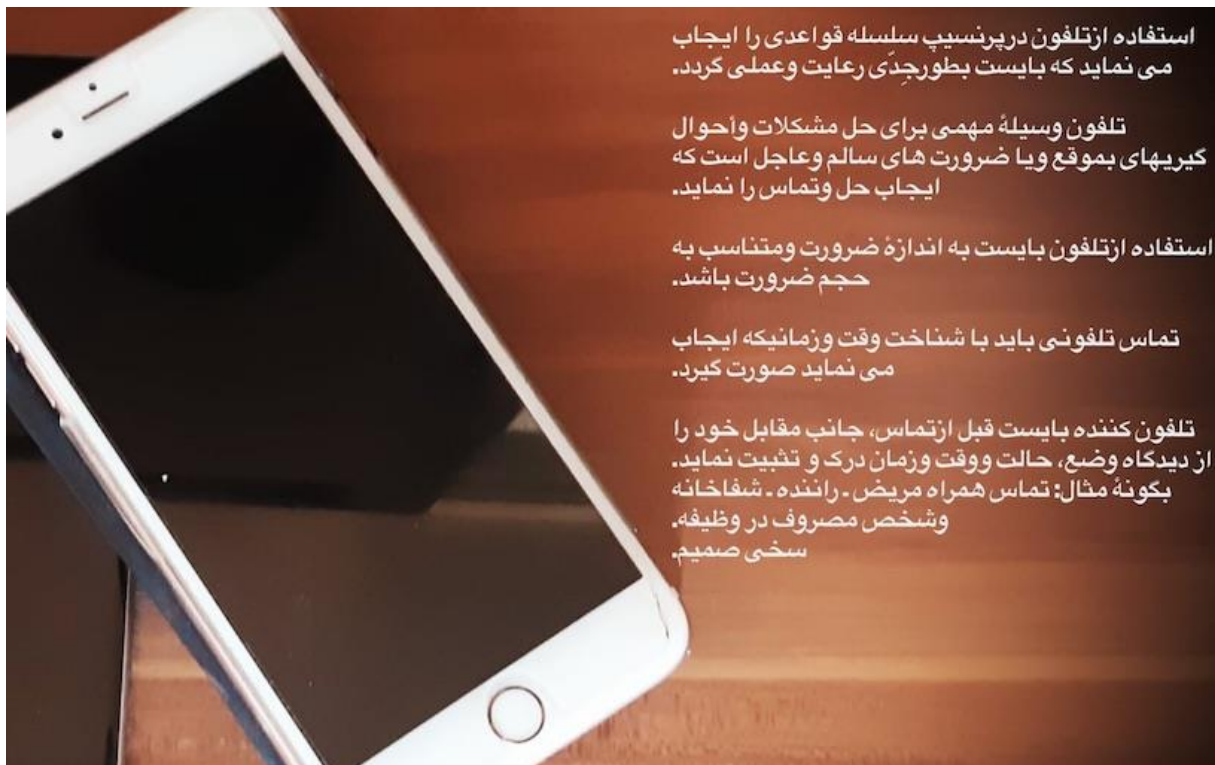 استفاده ازتلفون درپرنسیپ سلسله قواعدی را ایجاب
می نماید که بایست بطورجِدّی رعایت وعملی گردد.
تلفون وسیلهٔ مهمی برای حل مشکلات وأحوال
گیریهای بموقع ویا ضرورت های سالم وعاجل است که
ایجاب حل وتماس را نماید.
استفاده ازتلفون بایست به اندازهٔ ضرورت ومتناسب به
حجم ضرورت باشد.
تماس تلفونی باید با شناخت وقت وزمانیکه ایجاب
می نماید صورت گیرد.
تلفون کننده بایست قبل ازتماس، جانب مقابل خود را
از دیدگاه وضع، حالت ووقت وزمان درک و تثبیت نماید.
بگونهٔ مثال: تماس همراه مریض ـ راننده ـ شفاخانه
وشخص مصروف در وظیفه.
سخی صمیم.